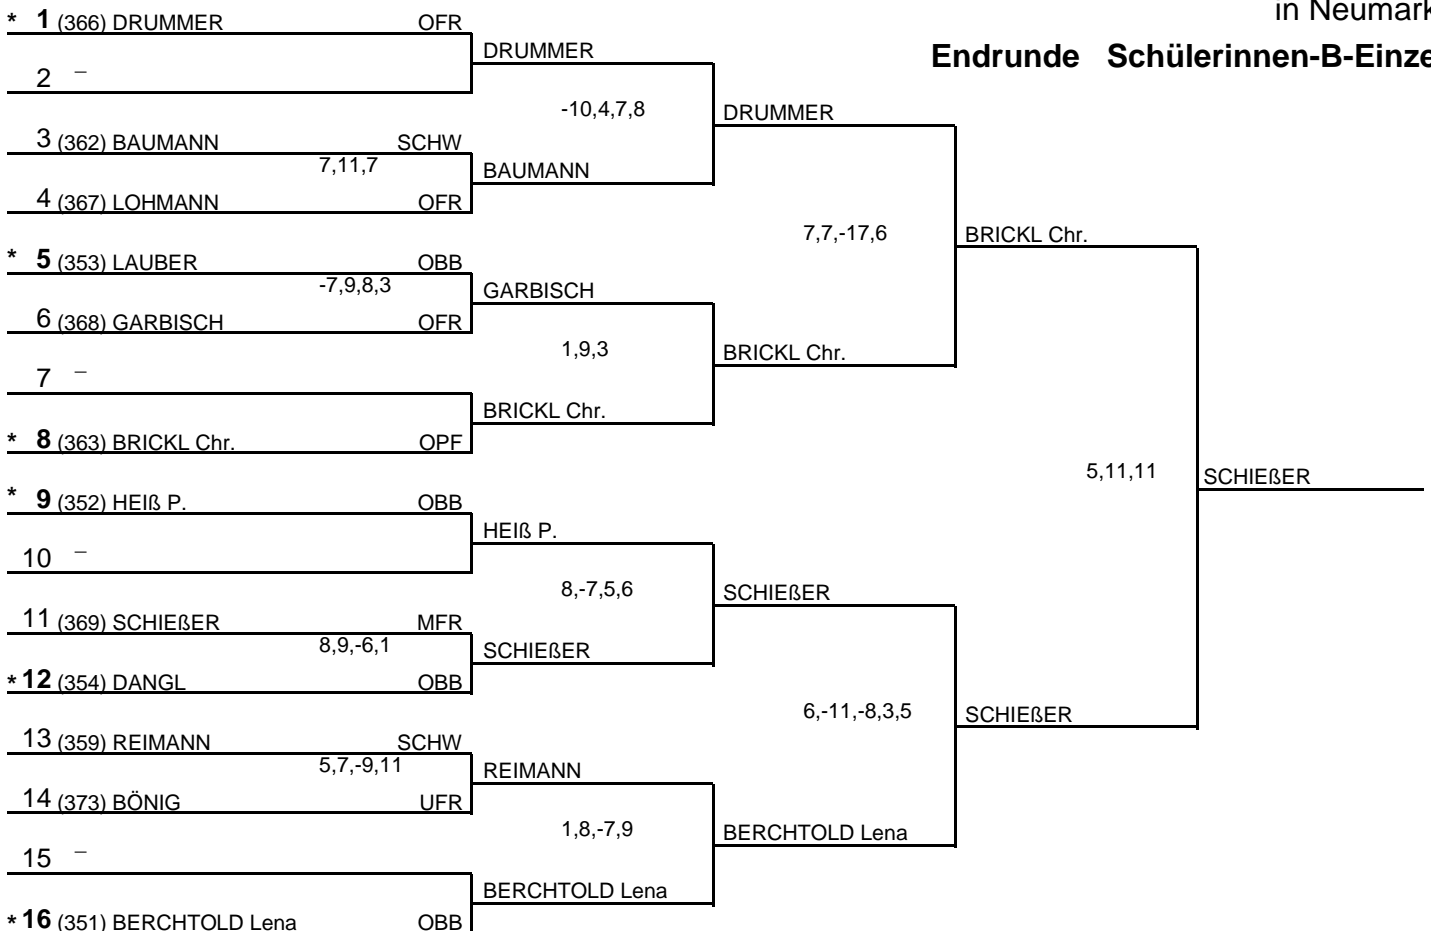 in Neumark
* 1 (366) DRUMMER OFR
DRUMMER
Endrunde Schülerinnen-B-Einze
2 –
-10,4,7,8
DRUMMER
3 (362) BAUMANN SCHW
7,11,7
BAUMANN
4 (367) LOHMANN OFR
7,7,-17,6
BRICKL Chr.
* 5 (353) LAUBER OBB
-7,9,8,3
GARBISCH
6 (368) GARBISCH OFR
1,9,3
BRICKL Chr.
7 –
BRICKL Chr.
* 8 (363) BRICKL Chr. OPF
5,11,11
SCHIEßER
* 9 (352) HEIß P. OBB
HEIß P.
10 –
8,-7,5,6
SCHIEßER
11 (369) SCHIEßER MFR
8,9,-6,1
SCHIEßER
* 12 (354) DANGL OBB
6,-11,-8,3,5
SCHIEßER
13 (359) REIMANN SCHW
5,7,-9,11
REIMANN
14 (373) BÖNIG UFR
1,8,-7,9
BERCHTOLD Lena
15 –
BERCHTOLD Lena
* 16 (351) BERCHTOLD Lena OBB